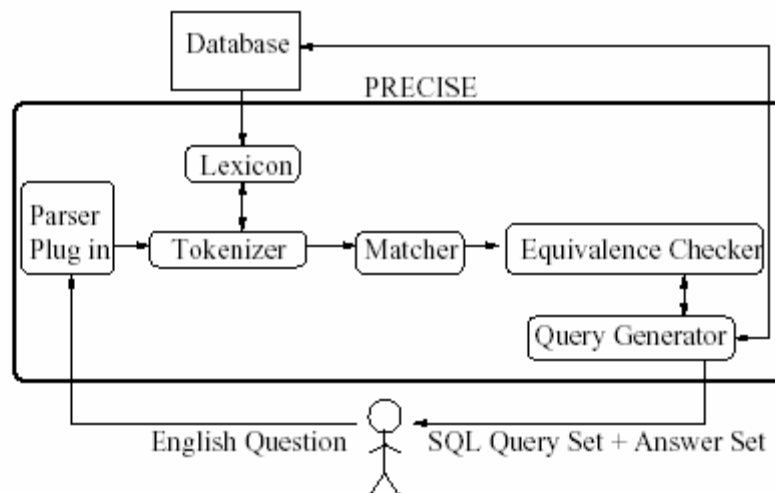 Database
PRECISE
Lexicon
Parser
Plug in
Tokenizer
Matcher
Equivalence Checker
Query Generator
English Question
SQL Query Set + Answer Set